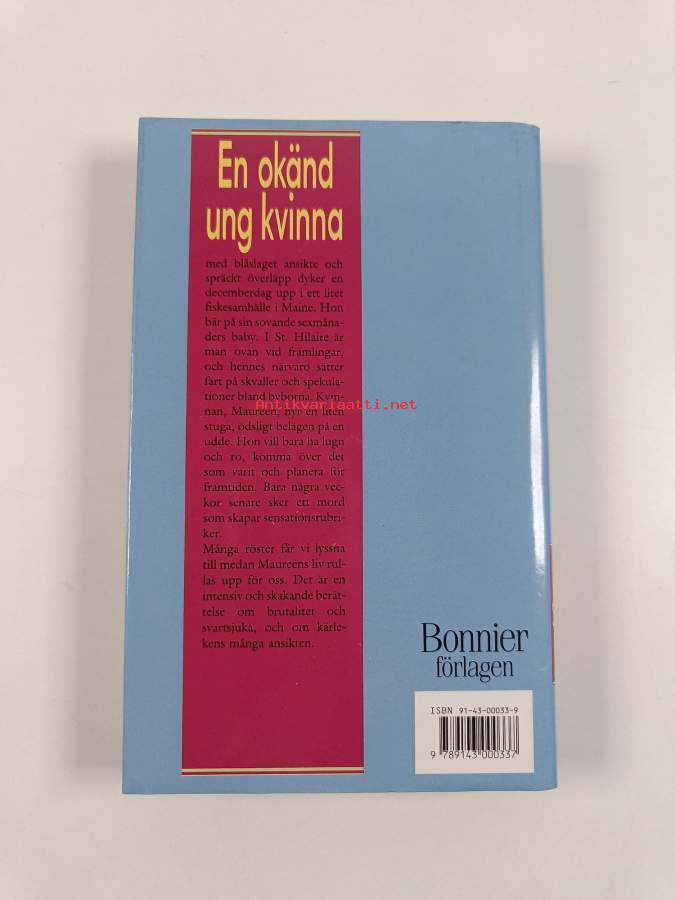 En okänd
ung kvinna
med blåslaget ansikte och
spräckt överläpp dyker en
decemberdag upp i ett litet
fiskesamhälle i Maine. Hon
bär på sin sovande sexmåna-
ders baby. I St. Hilaire är
man ovan vid främlingar,
och hennes närvaro sätter
fart på skvaller och spekula-
tioner bland byborna. Kvin-
Antikvariaatti.net
nan, Maureen, hyr en liten
stuga, ödsligt belägen på en
udde. Hon vill bara ha lugn
och ro, komma över det
som varit och planera för
framtiden. Bara några vec-
kor senare sker ett mord
som skapar sensationsrubri-
ker.
Många röster får vi lyssna
till medan Maureens liv rul-
las upp för oss. Det är en
intensiv och skakande berät-
telse om brutalitet och
svartsjuka, och om kärle-
kens många ansikten.
Bonnier
förlagen
ISBN 91-43-00033-9
9 789143 000337